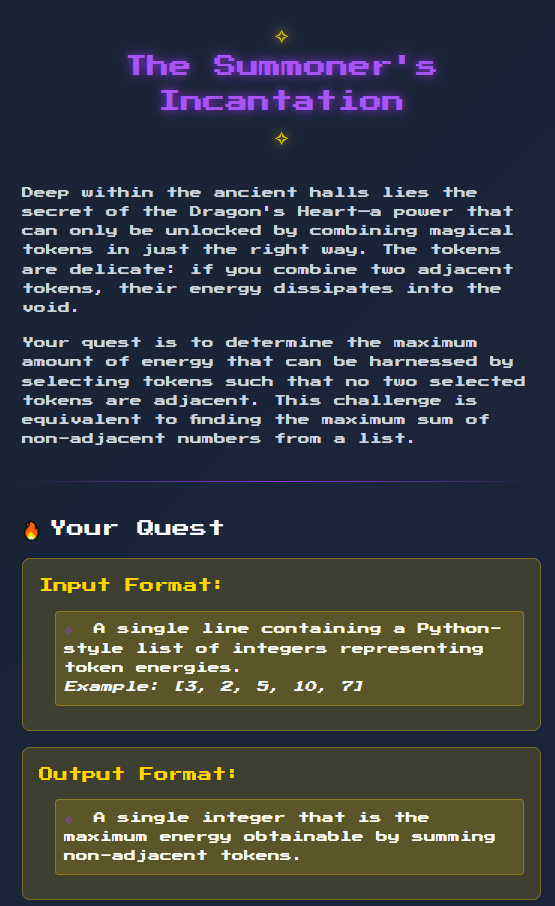 The Summoner's
Incantation
Deep within the ancient halls lies the
secret of the Dragon's Heart—a power that
can only be unlocked by combining magical
tokens in just the right way. The tokens
are delicate: if you combine two adjacent
tokens, their energy dissipates into the
void.
Your quest is to determine the maximum
amount of energy that can be harnessed by
selecting tokens such that no two selected
tokens are adjacent. This challenge is
equivalent to finding the maximum sum of
non-adjacent numbers from a list.
Your Quest
Input Format:
A single line containing a Python-
style list of integers representing
token energies.
Example: [3, 2, 5, 10, 7]
Output Format:
A single integer that is the
maximum energy obtainable by summing
non-adjacent tokens.